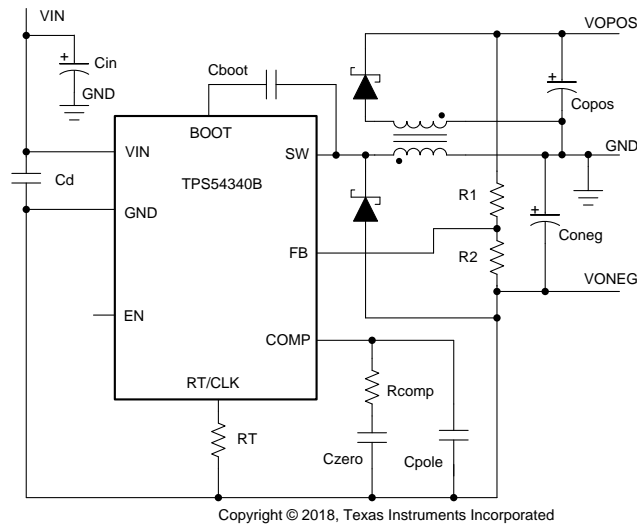 VIN
VOPOS
Cin
GND
Cboot
Copos
BOOT
VIN
SW
GND
Cd
TPS54340B
GND
R1
Coneg
FB
R2
VONEG
EN
COMP
RT/CLK
Rcomp
RT
Czero
Cpole
Copyright © 2018, Texas Instruments Incorporated